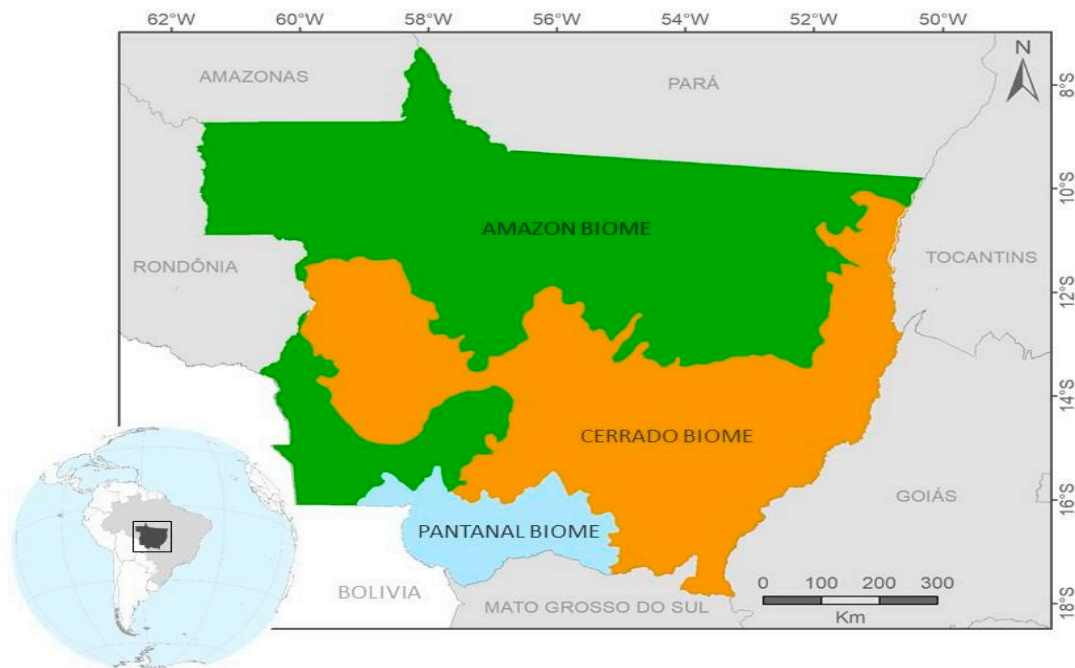 62°W 60°W 58°W 56°W 54°W 52°W 50°W
N
AMAZONAS
PARÁ
8°S
10°S
AMAZON BIOME
RONDÔNIA
TOCANTINS
12°S
14°S
CERRADO BIOME
GOIÁS
16°S
PANTANAL BIOME
BOLIVIA
MATO GROSSO DO SUL
0 100 200 300
Km
18°S